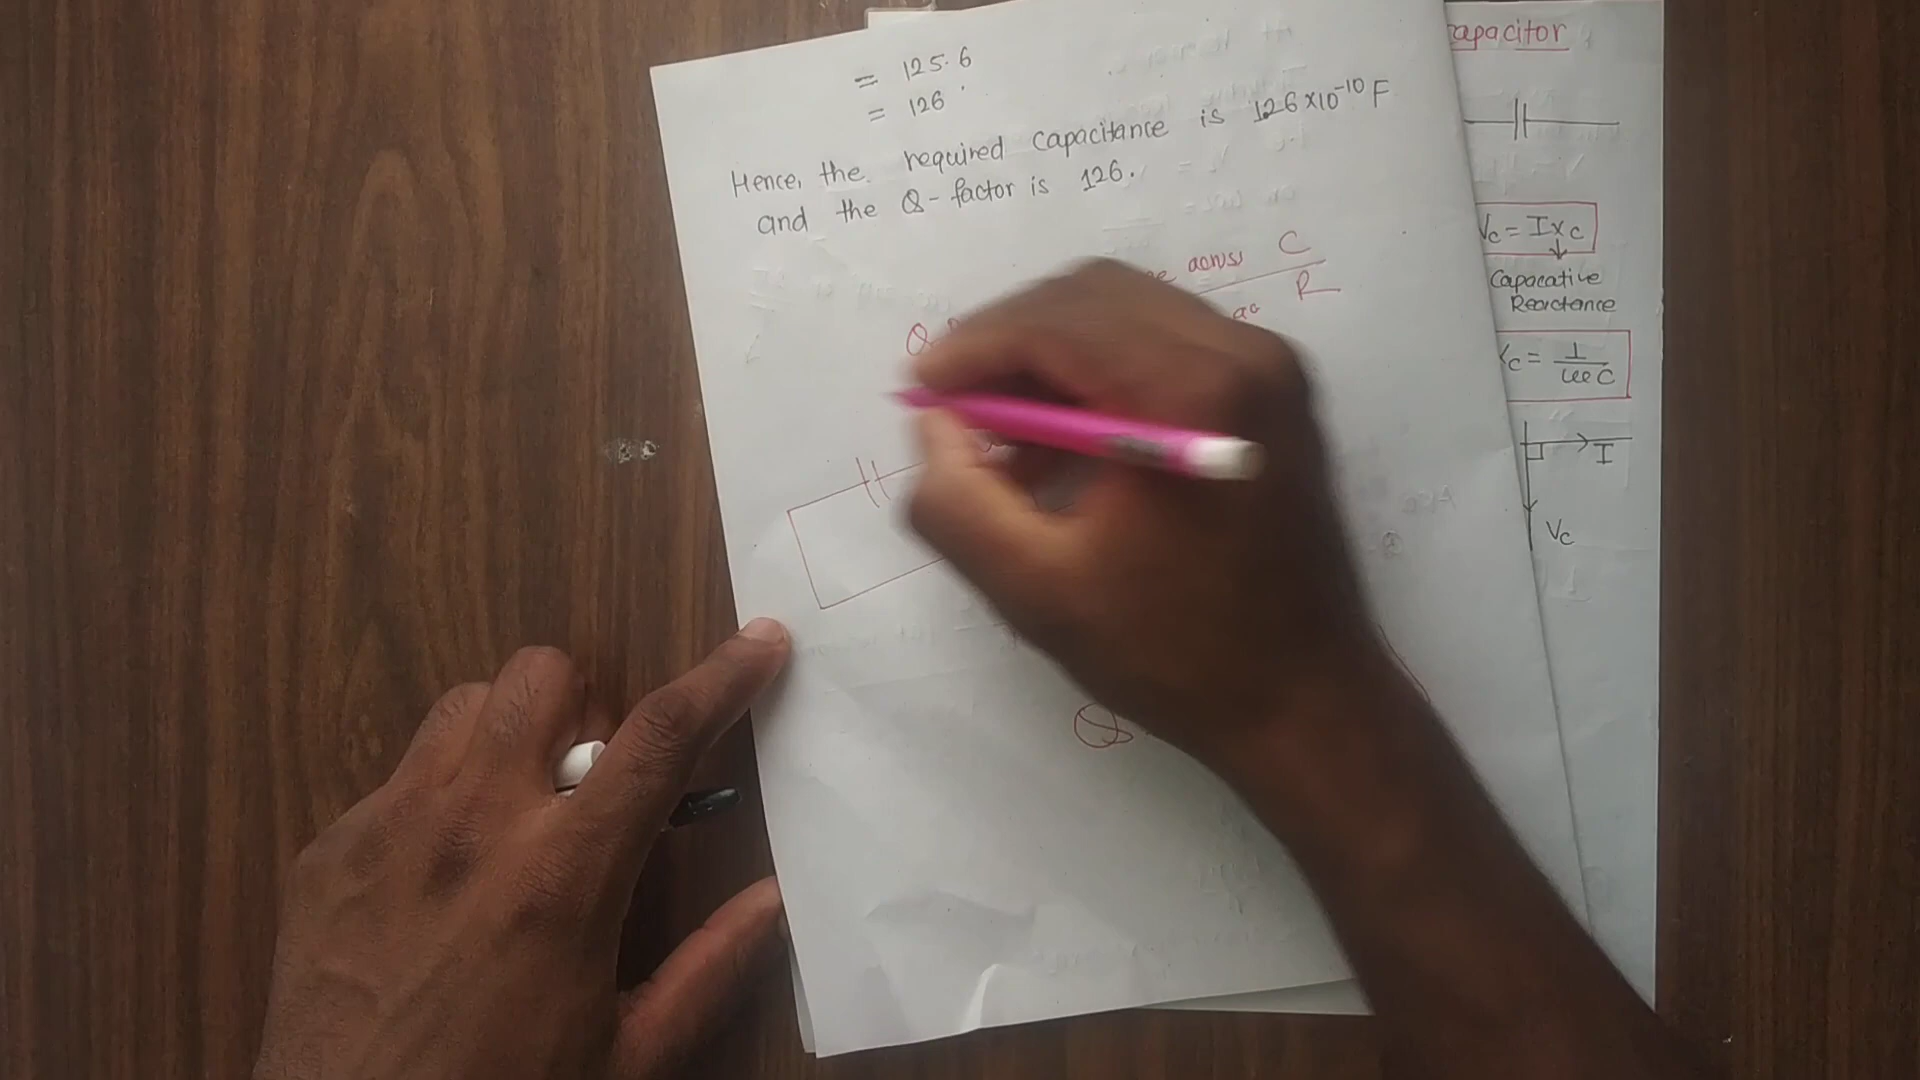 = 125.6
= 126
Hence, the required capacitance is 126×10⁻¹⁰ F
and the Q-factor is 126.
across C
R
Q
Q
apacitor
Vc = IXc
Capacative
Reactance
Xc = 1/ωC
I
Vc